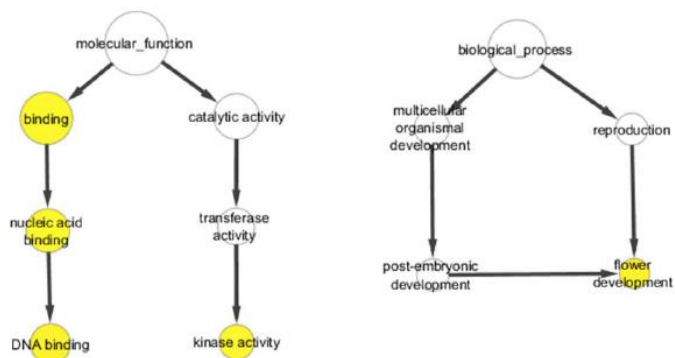 molecular_function
binding
catalytic activity
nucleic acid
binding
transferase
activity
DNA binding
kinase activity
biological_process
multicellular
organismal
development
reproduction
post-embryonic
development
flower
development